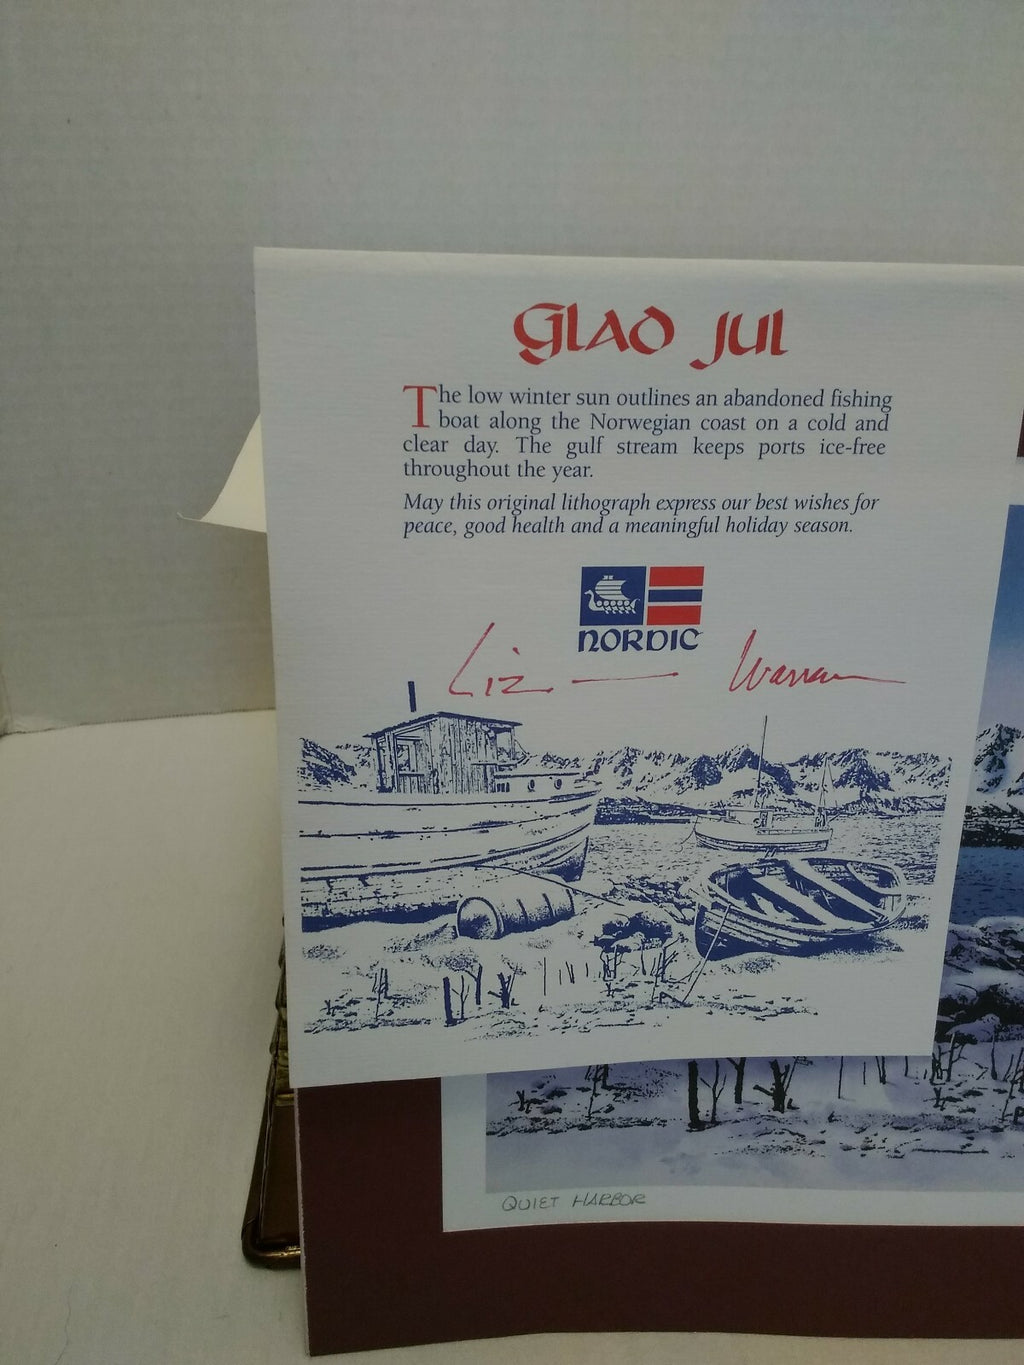 Glad Jul
The low winter sun outlines an abandoned fishing
boat along the Norwegian coast on a cold and
clear day. The gulf stream keeps ports ice-free
throughout the year.
May this original lithograph express our best wishes for
peace, good health and a meaningful holiday season.
NORDIC
Liz — Warren
QUIET HARBOR